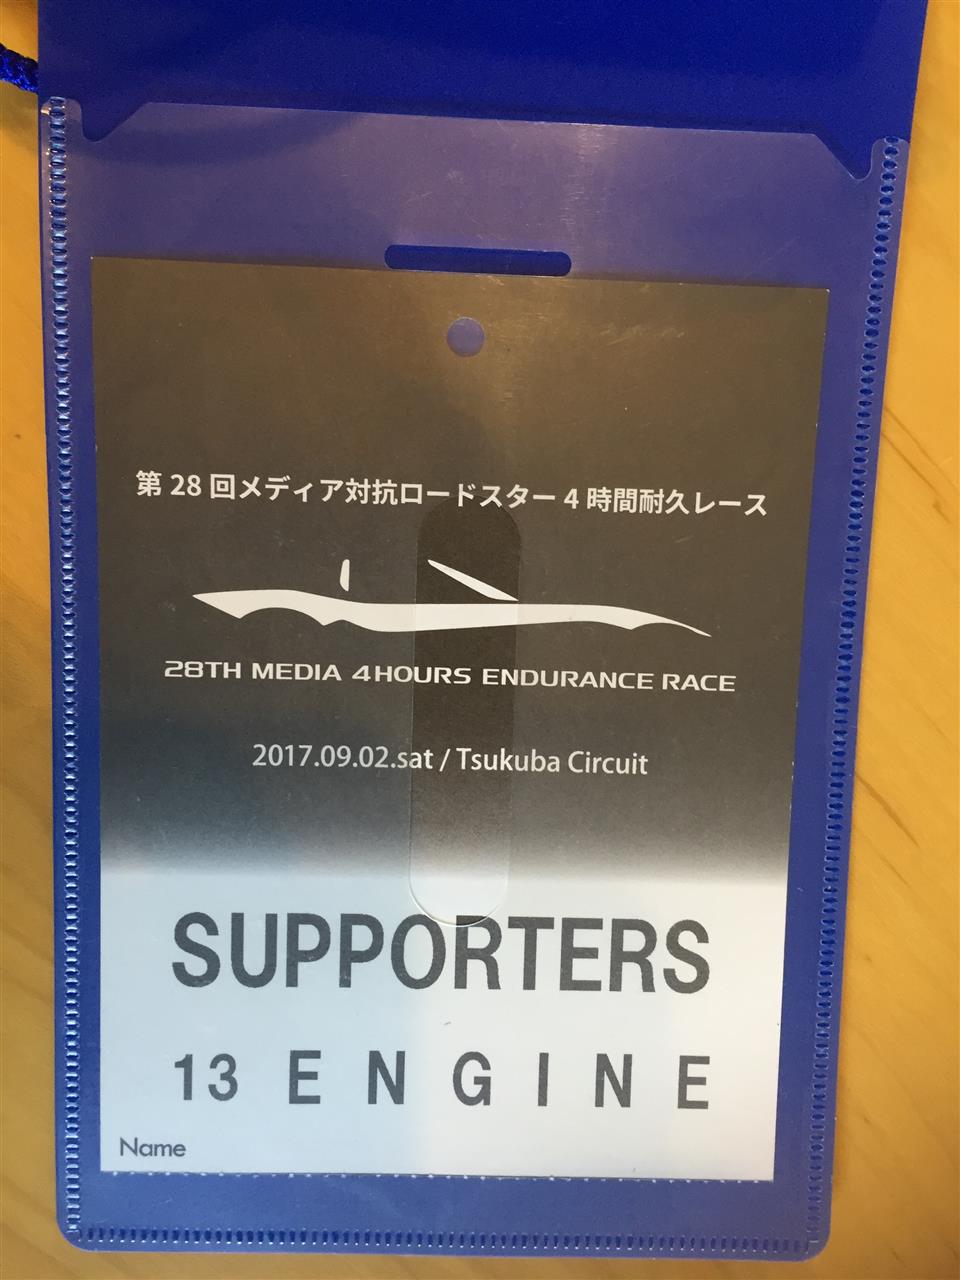 第28回メディア対抗ロードスター4時間耐久レース
28TH MEDIA 4HOURS ENDURANCE RACE
2017.09.02.sat / Tsukuba Circuit
SUPPORTERS
13 ENGINE
Name